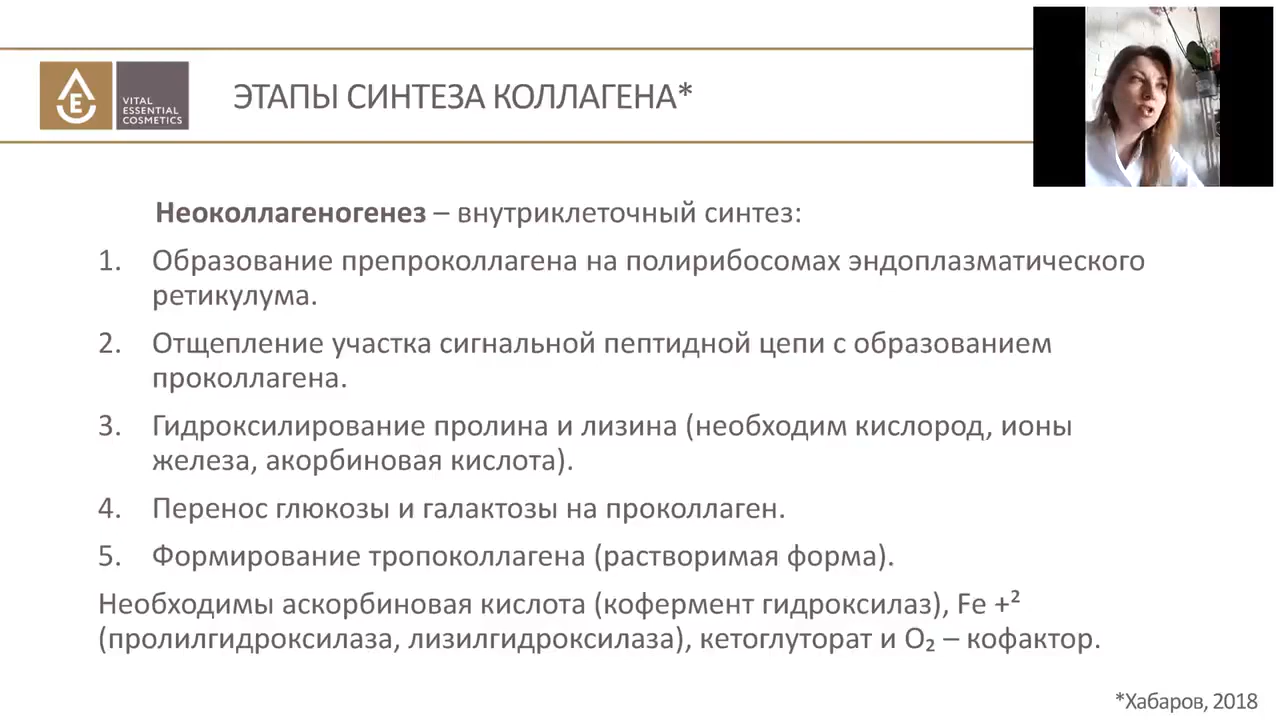 E
VITAL
ESSENTIAL
COSMETICS
ЭТАПЫ СИНТЕЗА КОЛЛАГЕНА*
Неоколлагеногенез – внутриклеточный синтез:
1. Образование препроколлагена на полирибосомах эндоплазматического
ретикулума.
2. Отщепление участка сигнальной пептидной цепи с образованием
проколлагена.
3. Гидроксилирование пролина и лизина (необходим кислород, ионы
железа, акорбиновая кислота).
4. Перенос глюкозы и галактозы на проколлаген.
5. Формирование тропоколлагена (растворимая форма).
Необходимы аскорбиновая кислота (кофермент гидроксилаз), Fe +²
(пролилгидроксилаза, лизилгидроксилаза), кетоглуторат и O₂ – кофактор.
*Хабаров, 2018